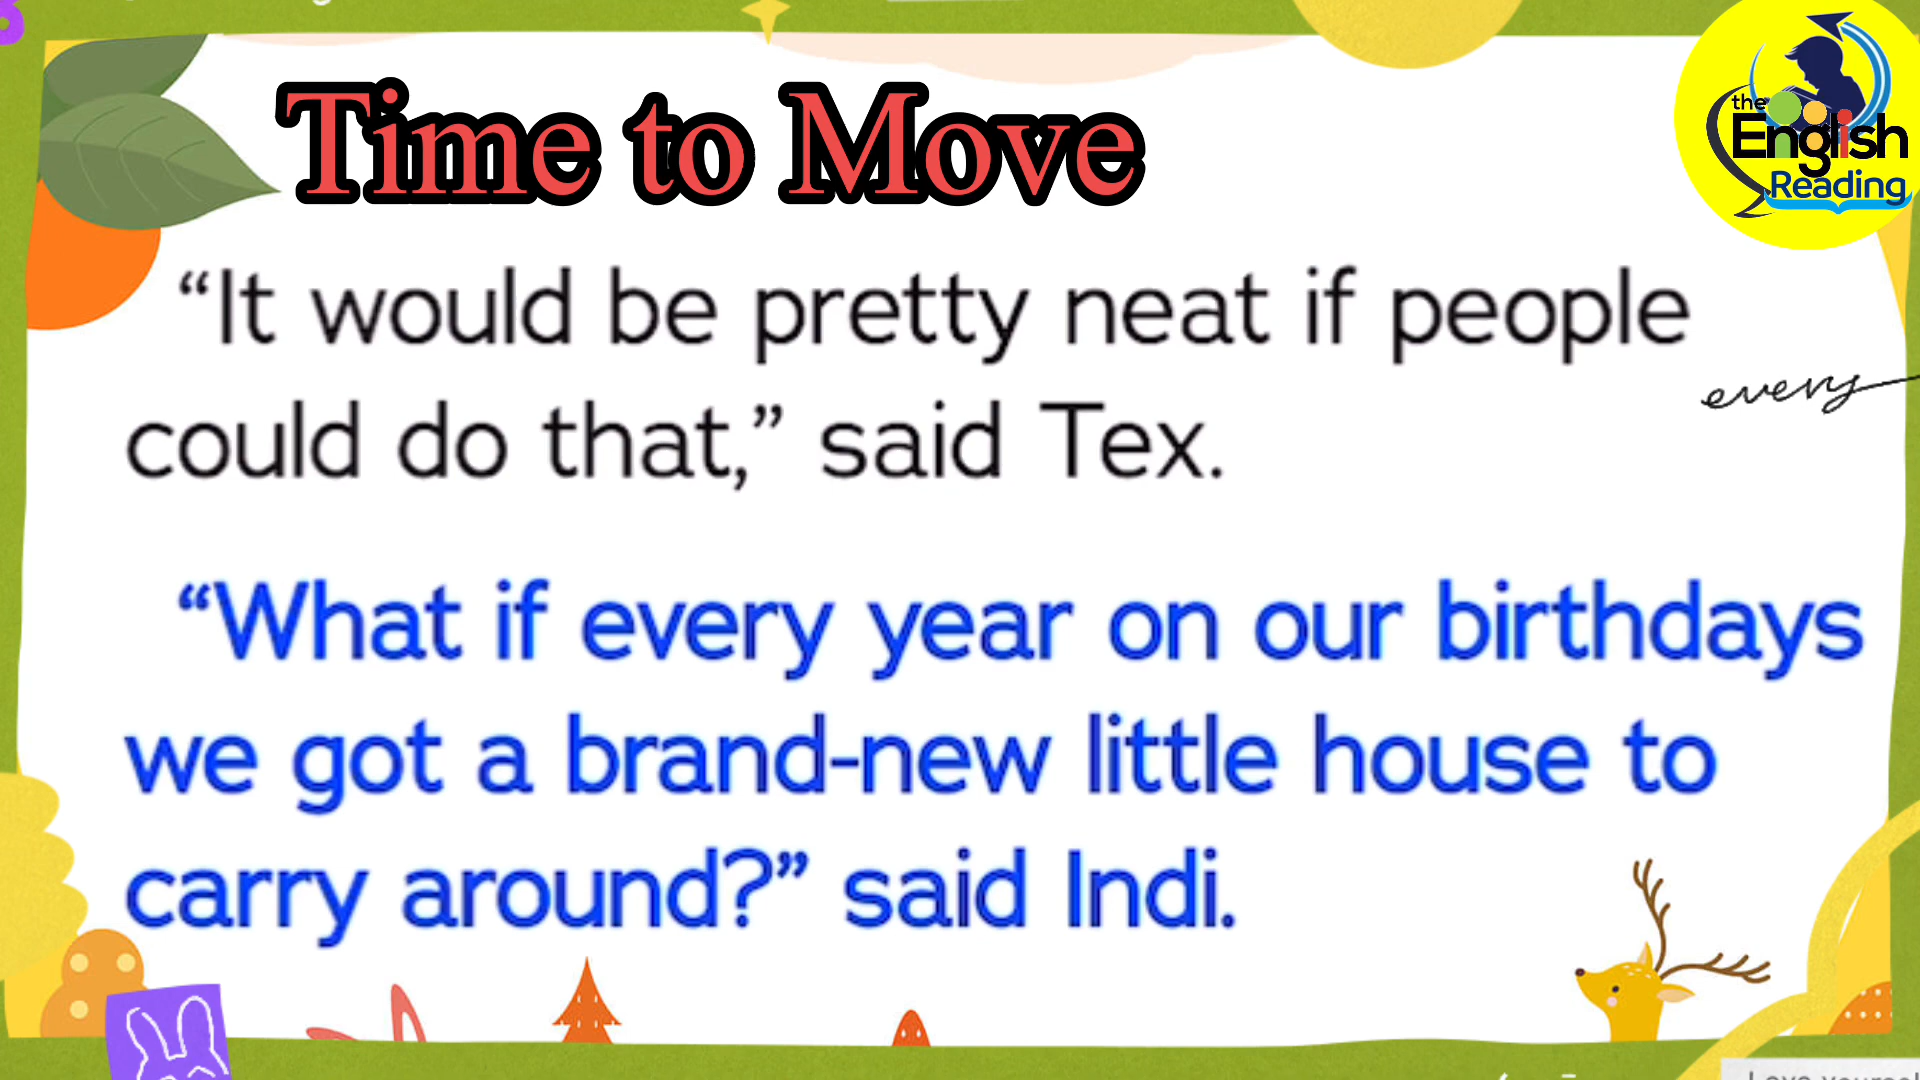 Time to Move
the
English
Reading
“It would be pretty neat if people
every
could do that,” said Tex.
“What if every year on our birthdays
we got a brand-new little house to
carry around?” said Indi.